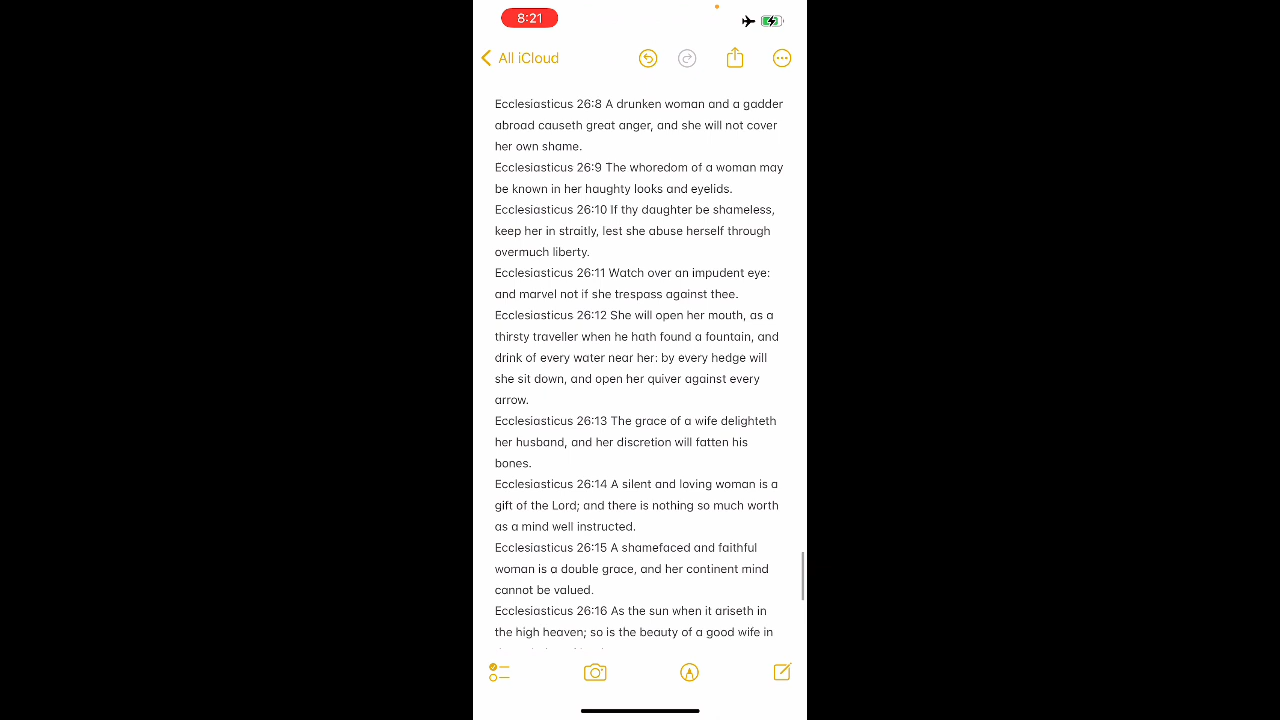 8:21
All iCloud
Ecclesiasticus 26:8 A drunken woman and a gadder
abroad causeth great anger, and she will not cover
her own shame.
Ecclesiasticus 26:9 The whoredom of a woman may
be known in her haughty looks and eyelids.
Ecclesiasticus 26:10 If thy daughter be shameless,
keep her in straitly, lest she abuse herself through
overmuch liberty.
Ecclesiasticus 26:11 Watch over an impudent eye:
and marvel not if she trespass against thee.
Ecclesiasticus 26:12 She will open her mouth, as a
thirsty traveller when he hath found a fountain, and
drink of every water near her: by every hedge will
she sit down, and open her quiver against every
arrow.
Ecclesiasticus 26:13 The grace of a wife delighteth
her husband, and her discretion will fatten his
bones.
Ecclesiasticus 26:14 A silent and loving woman is a
gift of the Lord; and there is nothing so much worth
as a mind well instructed.
Ecclesiasticus 26:15 A shamefaced and faithful
woman is a double grace, and her continent mind
cannot be valued.
Ecclesiasticus 26:16 As the sun when it ariseth in
the high heaven; so is the beauty of a good wife in